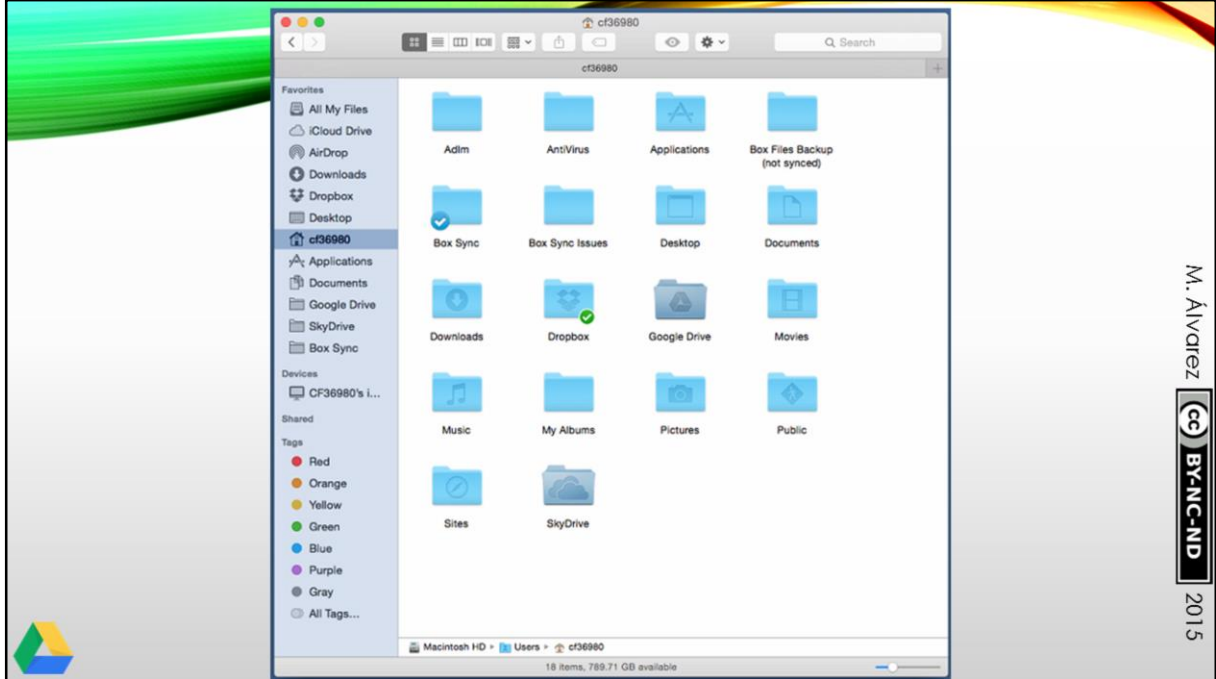 cf36980
Search
cf36980
Favorites
All My Files
iCloud Drive
AirDrop
Downloads
Dropbox
Desktop
cf36980
Applications
Documents
Google Drive
SkyDrive
Box Sync
Devices
CF36980's i...
Shared
Tags
Red
Orange
Yellow
Green
Blue
Purple
Gray
All Tags...
Adlm
AntiVirus
Applications
Box Files Backup
(not synced)
Box Sync
Box Sync Issues
Desktop
Documents
Downloads
Dropbox
Google Drive
Movies
Music
My Albums
Pictures
Public
Sites
SkyDrive
Macintosh HD ▸ Users ▸ cf36980
18 items, 789.71 GB available
M. Álvarez cc BY-NC-ND 2015